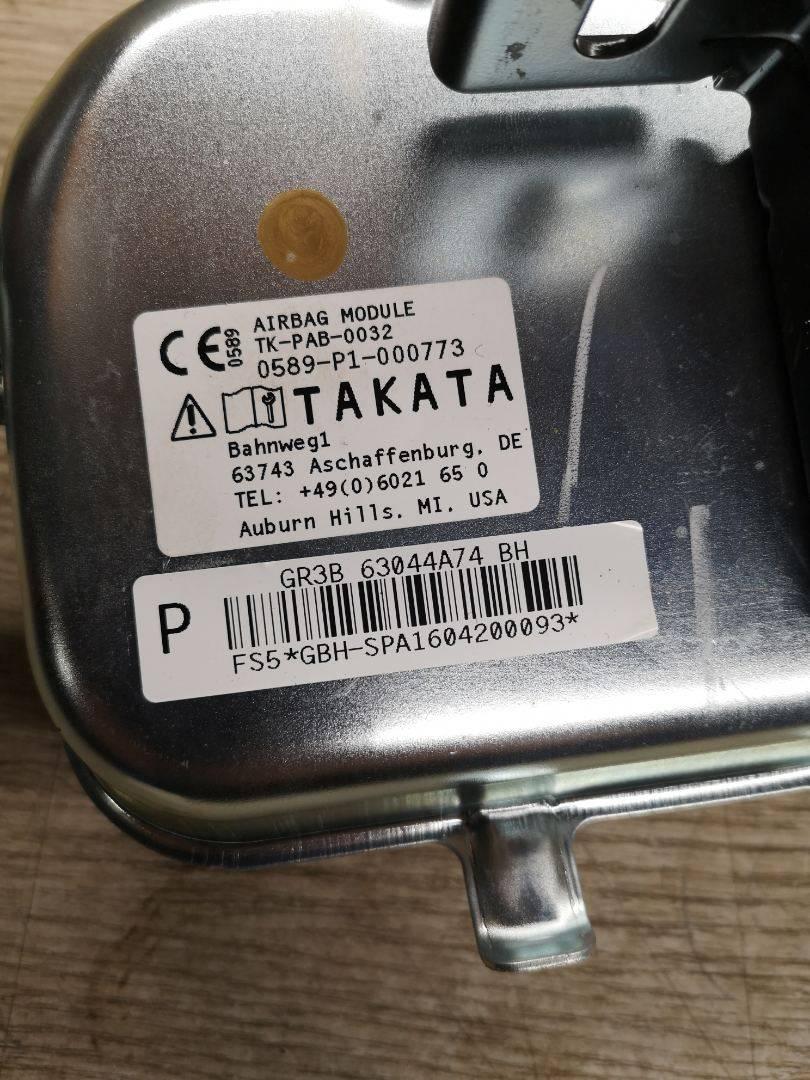 CE 0589
AIRBAG MODULE
TK-PAB-0032
0589-P1-000773
TAKATA
Bahnweg1
63743 Aschaffenburg, DE
TEL: +49(0)6021 65 0
Auburn Hills, MI, USA
P
GR3B 63044A74 BH
FS5*GBH-SPA1604200093*